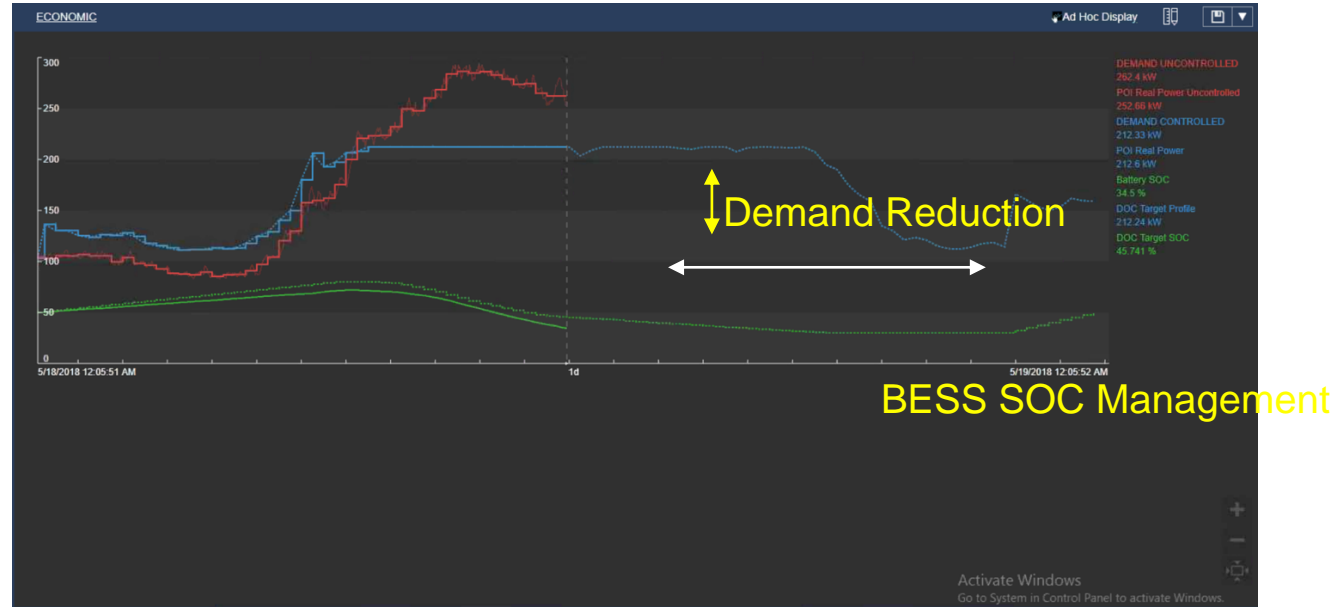 ECONOMIC
Ad Hoc Display
300
250
200
150
100
50
0
5/18/2018 12:05:51 AM
1d
5/19/2018 12:05:52 AM
DEMAND UNCONTROLLED
262.4 kW
POI Real Power Uncontrolled
252.66 kW
DEMAND CONTROLLED
212.33 kW
POI Real Power
212.6 kW
Battery SOC
34.5 %
DOC Target Profile
212.24 kW
DOC Target SOC
45.741 %
Demand Reduction
BESS SOC Management
Activate Windows
Go to System in Control Panel to activate Windows.